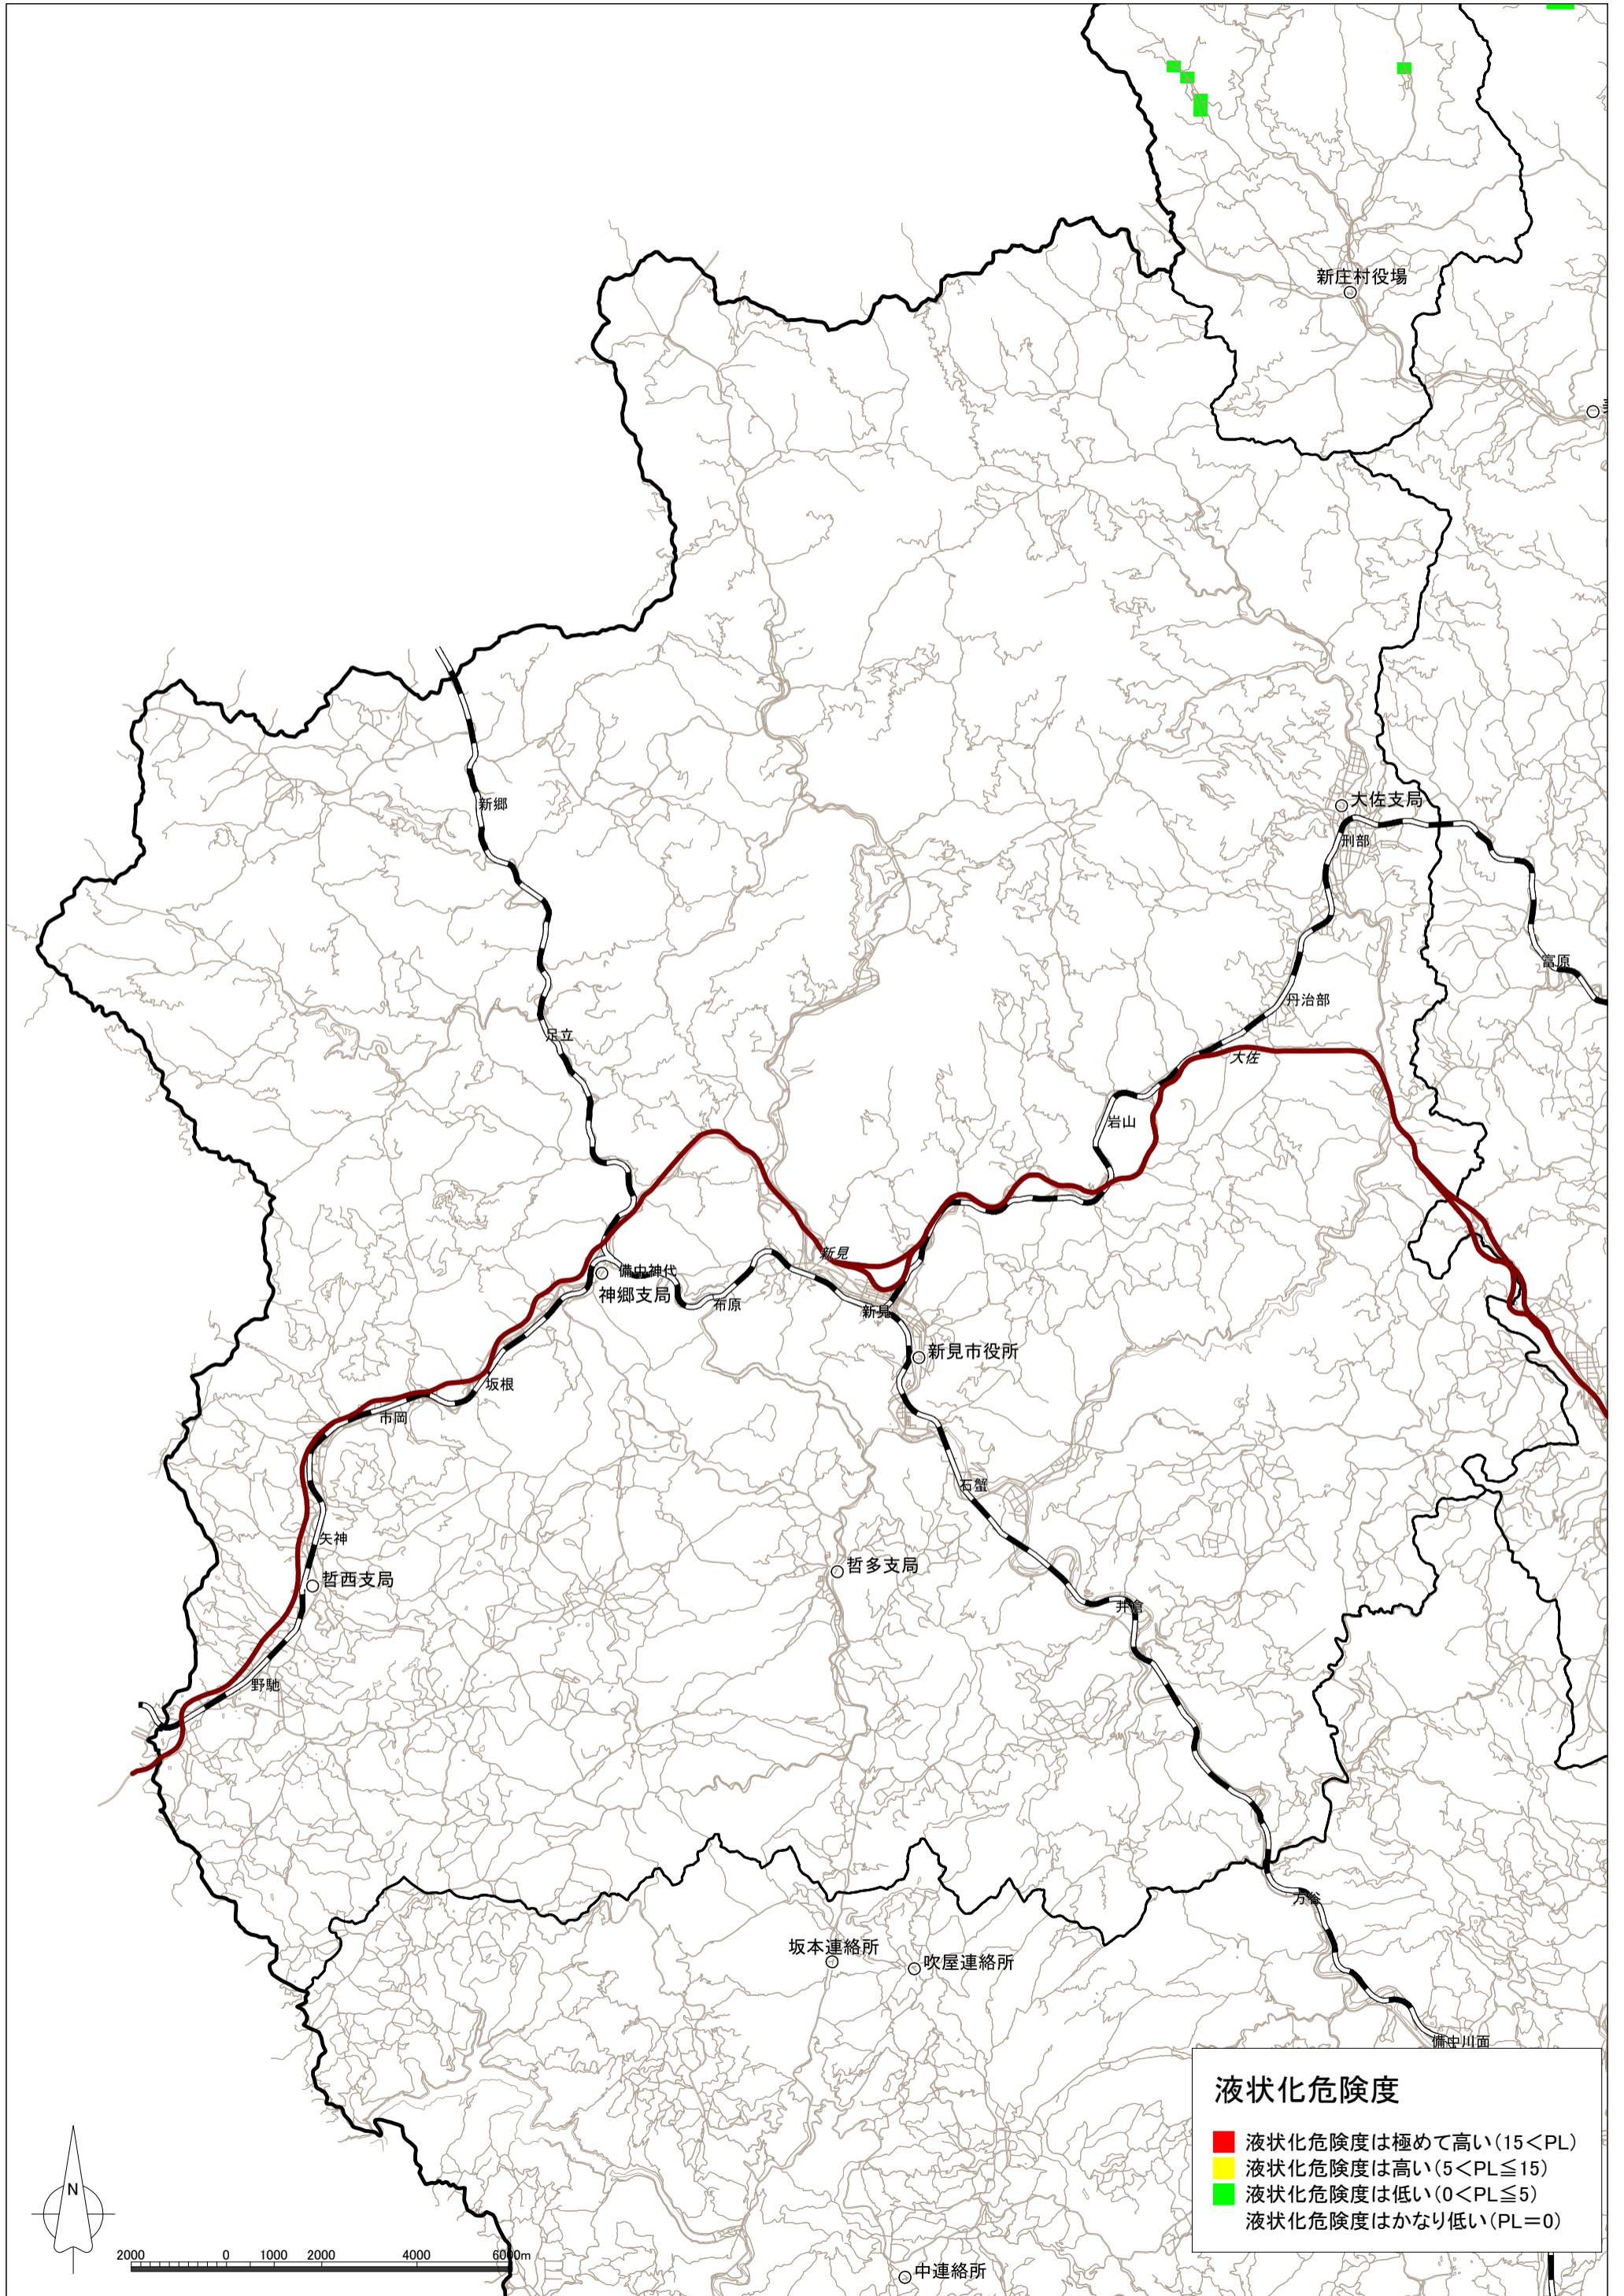 新庄村役場
新郷
大佐支局
刑部
富原
丹治部
足立
大佐
岩山
新見
備中神代
神郷支局
布原
新見
新見市役所
坂根
市岡
石蟹
矢神
哲西支局
哲多支局
井倉
野馳
方谷
坂本連絡所
吹屋連絡所
備中川面
液状化危険度
液状化危険度は極めて高い(15<PL)
液状化危険度は高い(5<PL≦15)
液状化危険度は低い(0<PL≦5)
液状化危険度はかなり低い(PL=0)
N
2000 0 1000 2000 4000 6000m
中連絡所